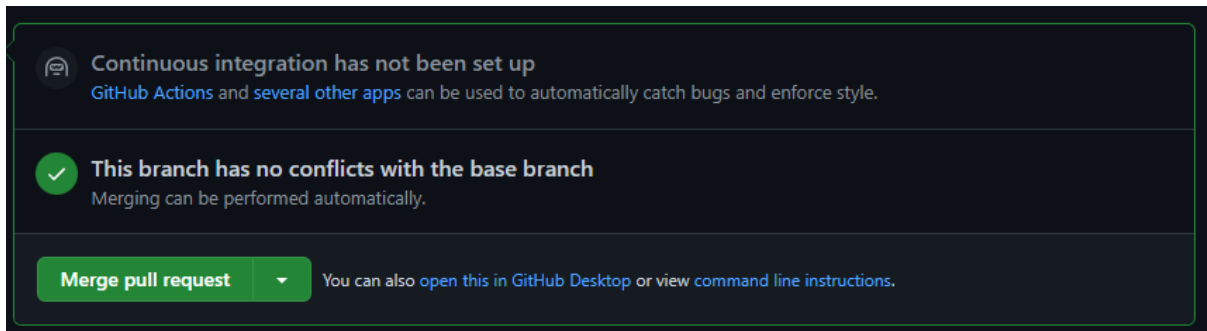 Continuous integration has not been set up
GitHub Actions and several other apps can be used to automatically catch bugs and enforce style.
This branch has no conflicts with the base branch
Merging can be performed automatically.
Merge pull request
You can also open this in GitHub Desktop or view command line instructions.